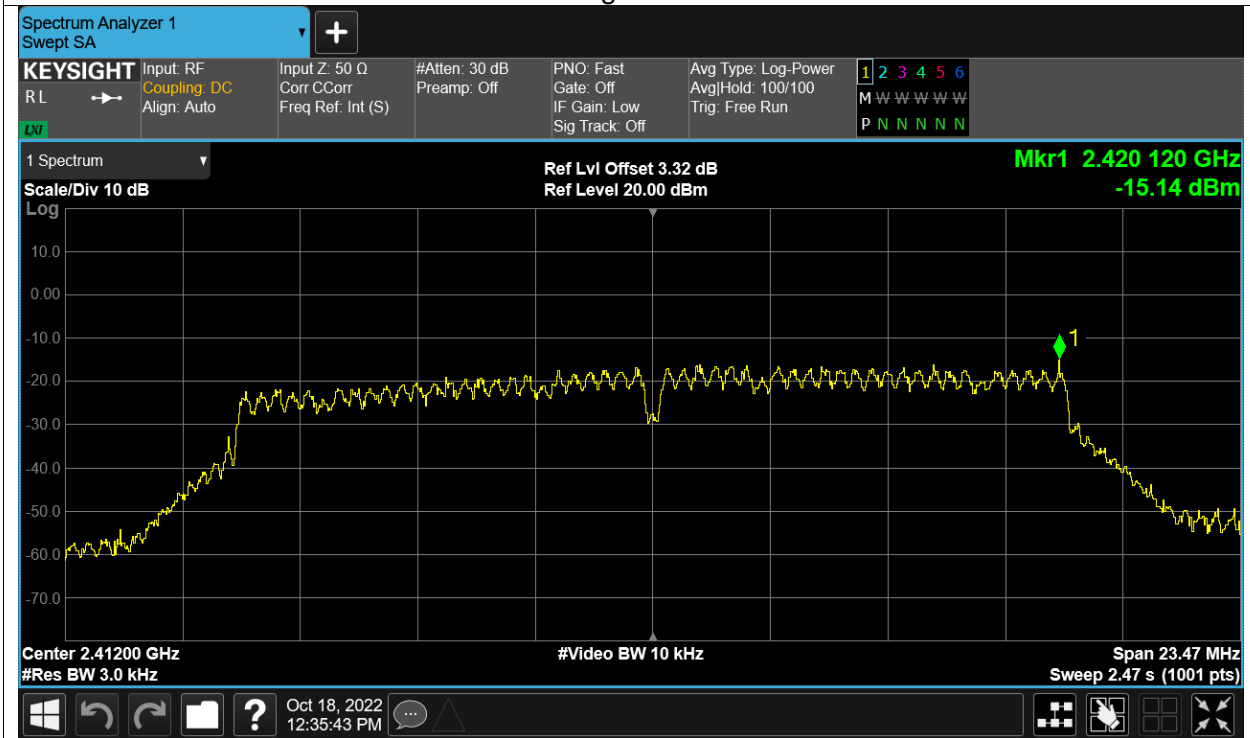 Spectrum Analyzer 1
Swept SA
+
KEYSIGHT
RL
LXI
Input: RF
Coupling: DC
Align: Auto
Input Z: 50 Ω
Corr CCorr
Freq Ref: Int (S)
#Atten: 30 dB
Preamp: Off
PNO: Fast
Gate: Off
IF Gain: Low
Sig Track: Off
Avg Type: Log-Power
Avg|Hold: 100/100
Trig: Free Run
1 2 3 4 5 6
M W W W W W
P N N N N N
1 Spectrum
Scale/Div 10 dB
Log
Ref Lvl Offset 3.32 dB
Ref Level 20.00 dBm
Mkr1 2.420 120 GHz
-15.14 dBm
10.0
0.00
-10.0
1
-20.0
-30.0
-40.0
-50.0
-60.0
-70.0
Center 2.41200 GHz
#Res BW 3.0 kHz
#Video BW 10 kHz
Span 23.47 MHz
Sweep 2.47 s (1001 pts)
?
Oct 18, 2022
12:35:43 PM